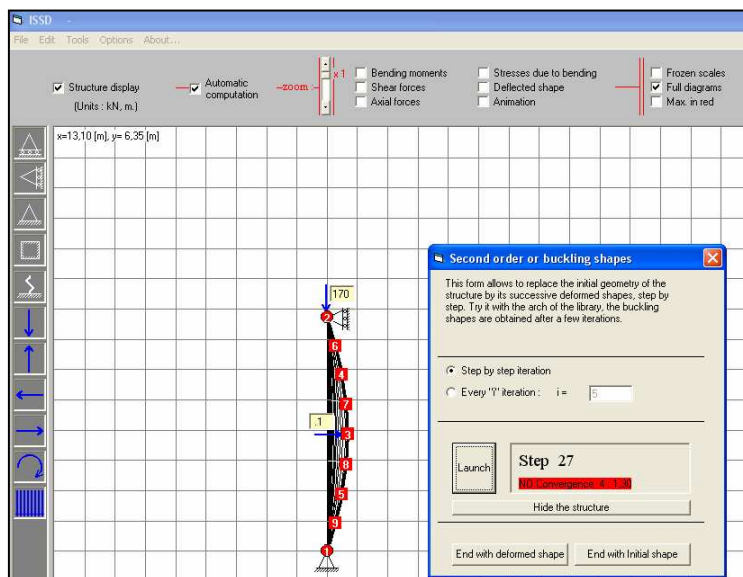 ISSD -
File Edit Tools Options About...
Structure display
(Units : kN, m.)
Automatic computation
zoom :
x 1
Bending moments
Shear forces
Axial forces
Stresses due to bending
Deflected shape
Animation
Frozen scales
Full diagrams
Max. in red
x=13,10 [m], y= 6,35 [m]
170
2
6
4
7
.1
3
8
5
9
1
Second order or buckling shapes
This form allows to replace the initial geometry of the
structure by its successive deformed shapes, step by
step. Try it with the arch of the library, the buckling
shapes are obtained after a few iterations.
Step by step iteration
Every "i" iteration : i = 5
Launch
Step 27
NO Convergence 4 : 1,30
Hide the structure
End with deformed shape
End with Initial shape